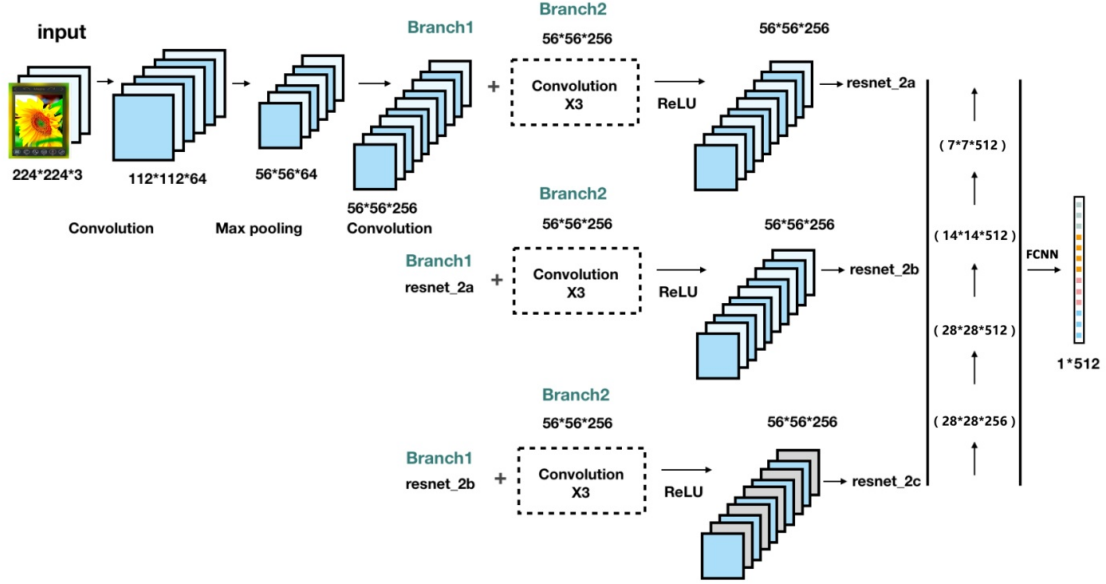 input
224*224*3
112*112*64
Convolution
56*56*64
Max pooling
56*56*256
Convolution
Branch1
+
Branch2
56*56*256
Convolution
X3
ReLU
56*56*256
resnet_2a
Branch1
resnet_2a
+
Branch2
56*56*256
Convolution
X3
ReLU
56*56*256
resnet_2b
Branch1
resnet_2b
+
Branch2
56*56*256
Convolution
X3
ReLU
56*56*256
resnet_2c
( 7*7*512 )
( 14*14*512 )
( 28*28*512 )
( 28*28*256 )
FCNN
1*512